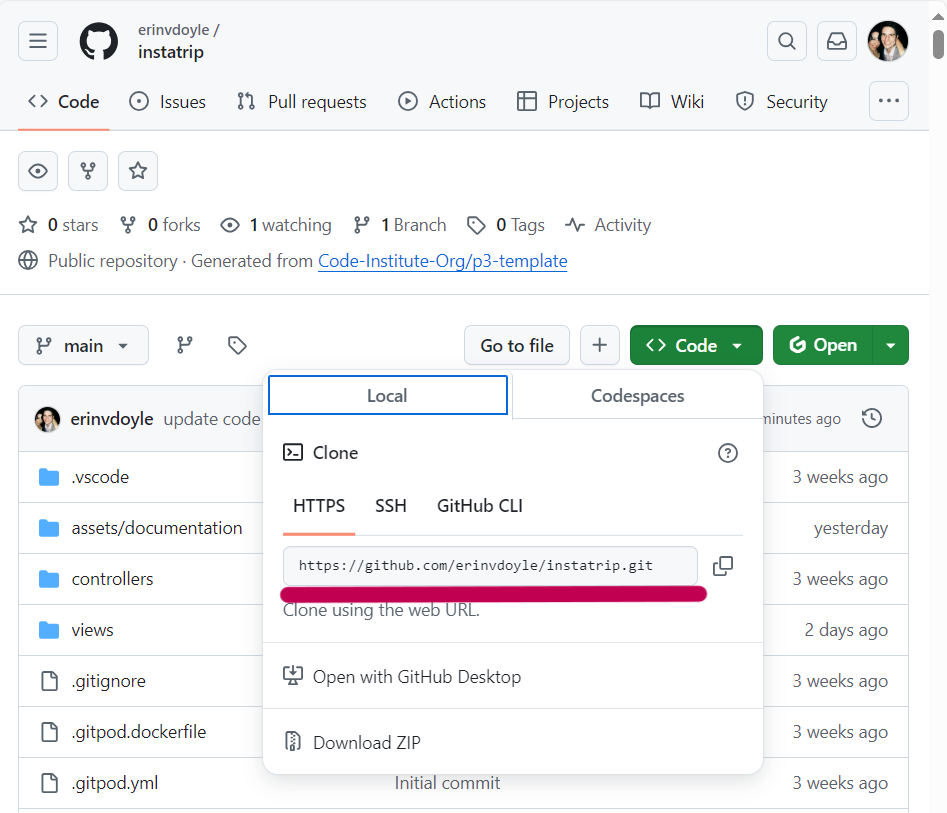 erinvdoyle /
instatrip
Code Issues Pull requests Actions Projects Wiki Security
0 stars 0 forks 1 watching 1 Branch 0 Tags Activity
Public repository · Generated from Code-Institute-Org/p3-template
main Go to file Code Open
Local Codespaces
erinvdoyle update code minutes ago
Clone
.vscode 3 weeks ago
HTTPS SSH GitHub CLI
assets/documentation yesterday
https://github.com/erinvdoyle/instatrip.git
controllers 3 weeks ago
Clone using the web URL.
views 2 days ago
Open with GitHub Desktop
.gitignore 3 weeks ago
.gitpod.dockerfile 3 weeks ago
Download ZIP
.gitpod.yml Initial commit 3 weeks ago